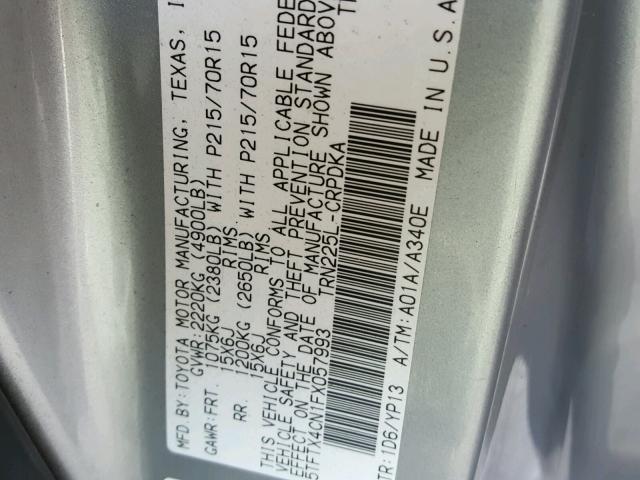 MFD.BY:TOYOTA MOTOR MANUFACTURING, TEXAS, I
GVWR:2220KG (4900LB)
GAWR:FRT. 1075KG (2380LB) WITH P215/70R15
15X6J RIMS
RR. 1200KG (2650LB) WITH P215/70R15
15X6J RIMS
THIS VEHICLE CONFORMS TO ALL APPLICABLE FEDE
VEHICLE SAFETY AND THEFT PREVENTION STANDARD
EFFECT ON THE DATE OF MANUFACTURE SHOWN ABOV
5TFTX4CN1FX057993 TRN225L-CRPDKA
TR:1D6/YP13 A/TM:A01A/A340E MADE IN U.S.A